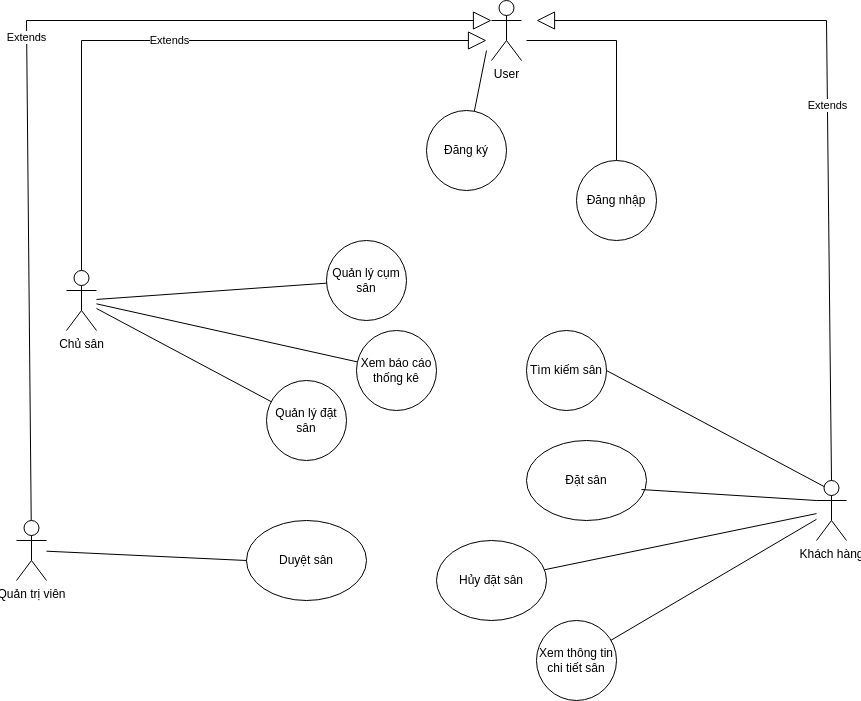 Extends
Extends
User
Extends
Đăng ký
Đăng nhập
Quản lý cụm
sân
Chủ sân
Xem báo cáo
thống kê
Tìm kiếm sân
Quản lý đặt
sân
Đặt sân
Khách hàng
Duyệt sân
Hủy đặt sân
Quản trị viên
Xem thông tin
chi tiết sân